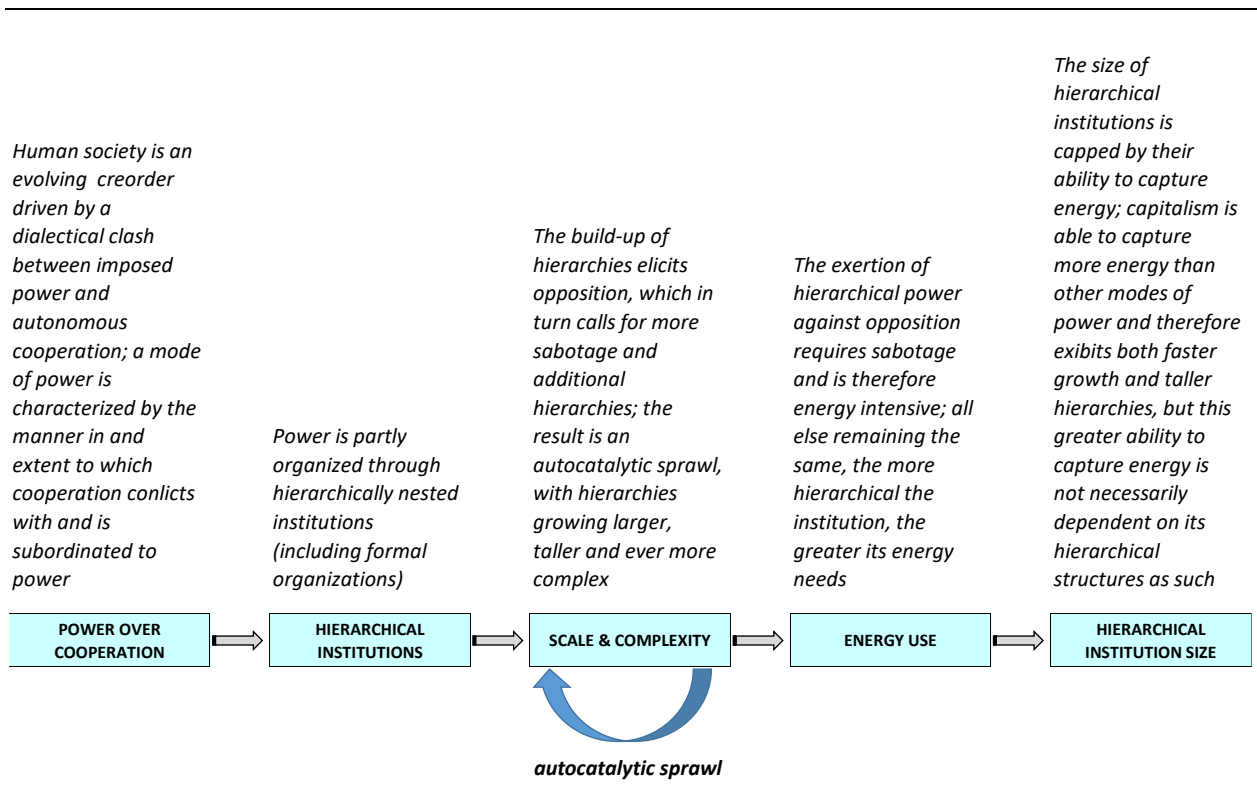 Human society is an
evolving creorder
driven by a
dialectical clash
between imposed
power and
autonomous
cooperation; a mode
of power is
characterized by the
manner in and
extent to which
cooperation conlicts
with and is
subordinated to
power
Power is partly
organized through
hierarchically nested
institutions
(including formal
organizations)
The build-up of
hierarchies elicits
opposition, which in
turn calls for more
sabotage and
additional
hierarchies; the
result is an
autocatalytic sprawl,
with hierarchies
growing larger,
taller and ever more
complex
The exertion of
hierarchical power
against opposition
requires sabotage
and is therefore
energy intensive; all
else remaining the
same, the more
hierarchical the
institution, the
greater its energy
needs
The size of
hierarchical
institutions is
capped by their
ability to capture
energy; capitalism is
able to capture
more energy than
other modes of
power and therefore
exibits both faster
growth and taller
hierarchies, but this
greater ability to
capture energy is
not necessarily
dependent on its
hierarchical
structures as such
POWER OVER
COOPERATION
HIERARCHICAL
INSTITUTIONS
SCALE & COMPLEXITY
ENERGY USE
HIERARCHICAL
INSTITUTION SIZE
autocatalytic sprawl